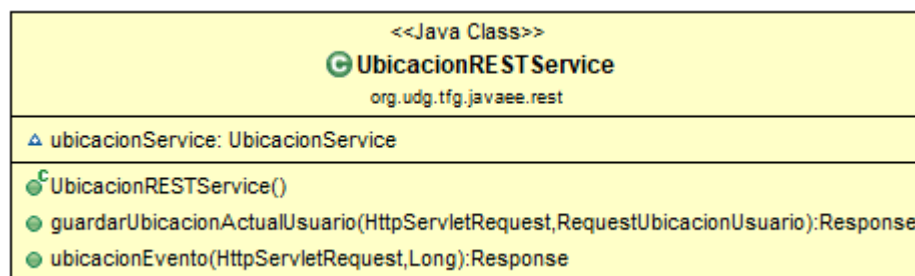 <<Java Class>>
UbicacionRESTService
org.udg.tfg.javaee.rest
ubicacionService: UbicacionService
UbicacionRESTService()
guardarUbicacionActualUsuario(HttpServletRequest,RequestUbicacionUsuario):Response
ubicacionEvento(HttpServletRequest,Long):Response